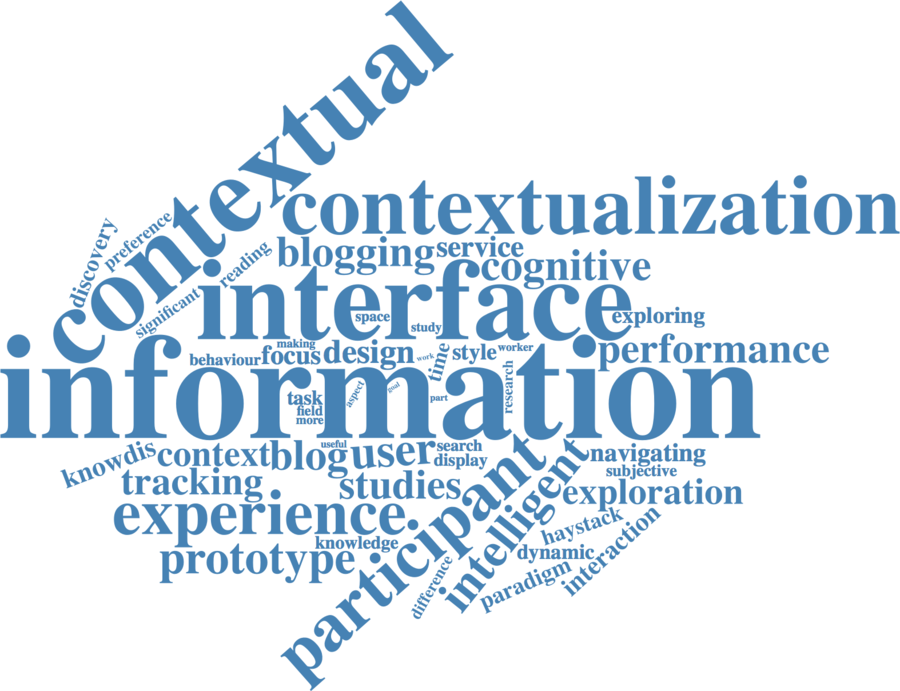 contextual
contextualization
discovery
preference
reading
significant
blogging
service
cognitive
interface
space
study
exploring
making
behaviour
focus
design
work
style
worker
time
performance
information
task
field
more
aspect
goal
part
research
knowdis
context
blog
useful
user
search
display
navigating
subjective
tracking
studies
participant
intelligent
exploration
experience
haystack
knowledge
dynamic
interaction
prototype
difference
paradigm